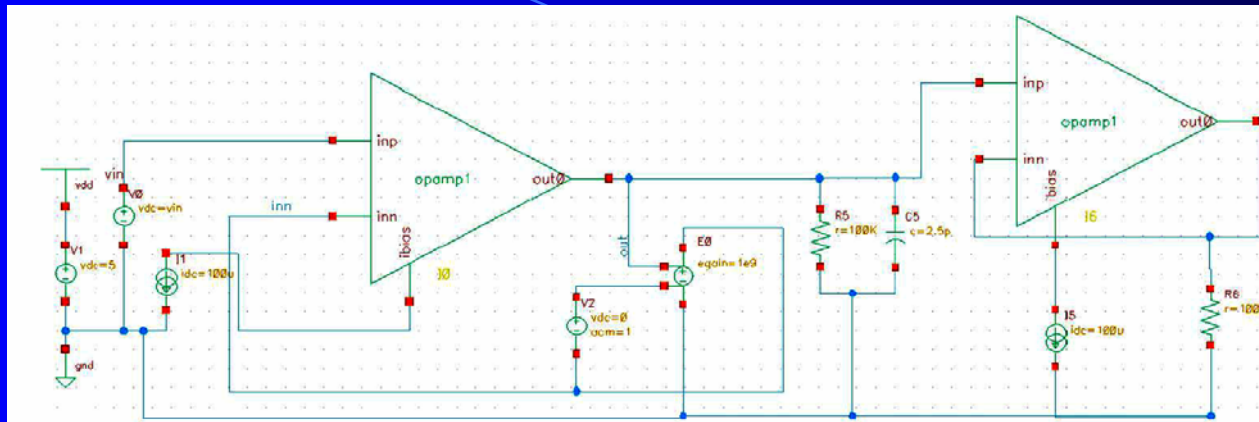 inp
opamp1
out0
inn
ibias
I6
inp
vin
vdd
V0
vdc=vin
opamp1
out0
inn
inn
ibias
I0
V1
vdc=5
I1
idc=100u
out
E0
egain=1e9
R5
r=100K
C5
c=2.5p
V2
vdc=0
acm=1
I5
idc=100u
R6
r=100
gnd